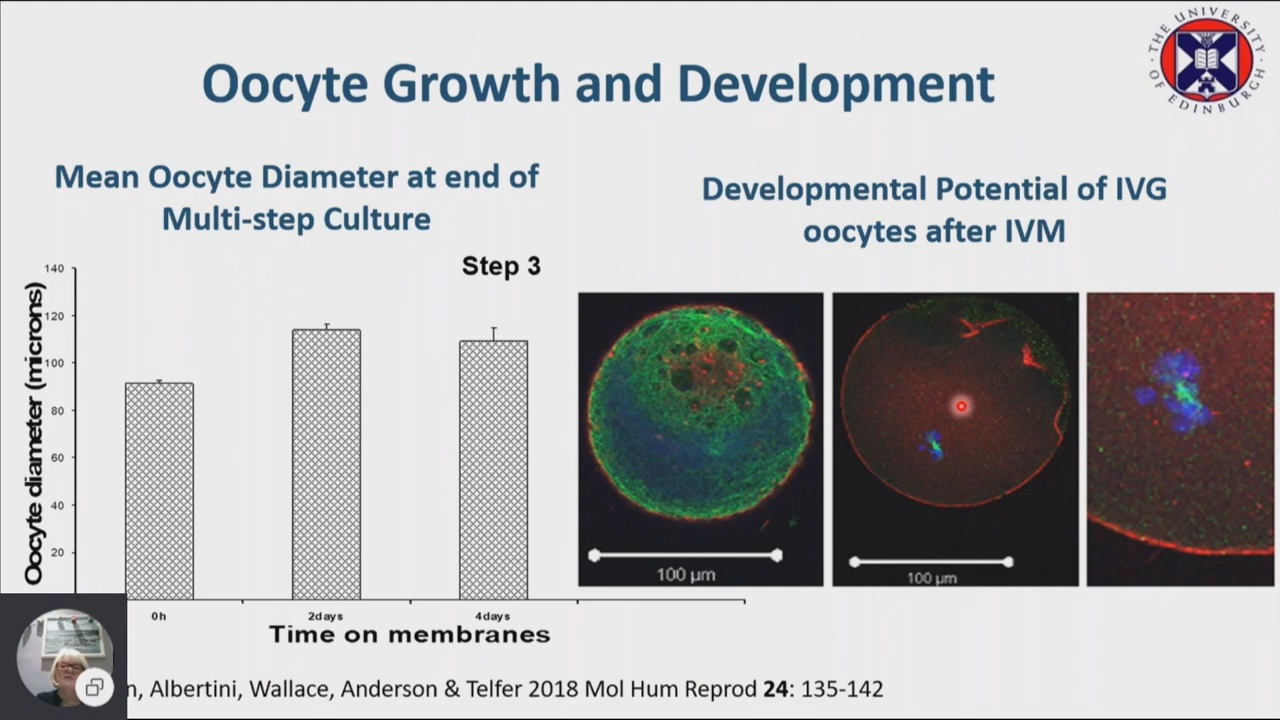 Oocyte Growth and Development
THE UNIVERSITY OF EDINBURGH
Mean Oocyte Diameter at end of
Multi-step Culture
Developmental Potential of IVG
oocytes after IVM
Step 3
Oocyte diameter (microns)
140
120
100
80
60
40
20
0h
2days
4days
Time on membranes
100 µm
100 µm
n, Albertini, Wallace, Anderson & Telfer 2018 Mol Hum Reprod 24: 135-142